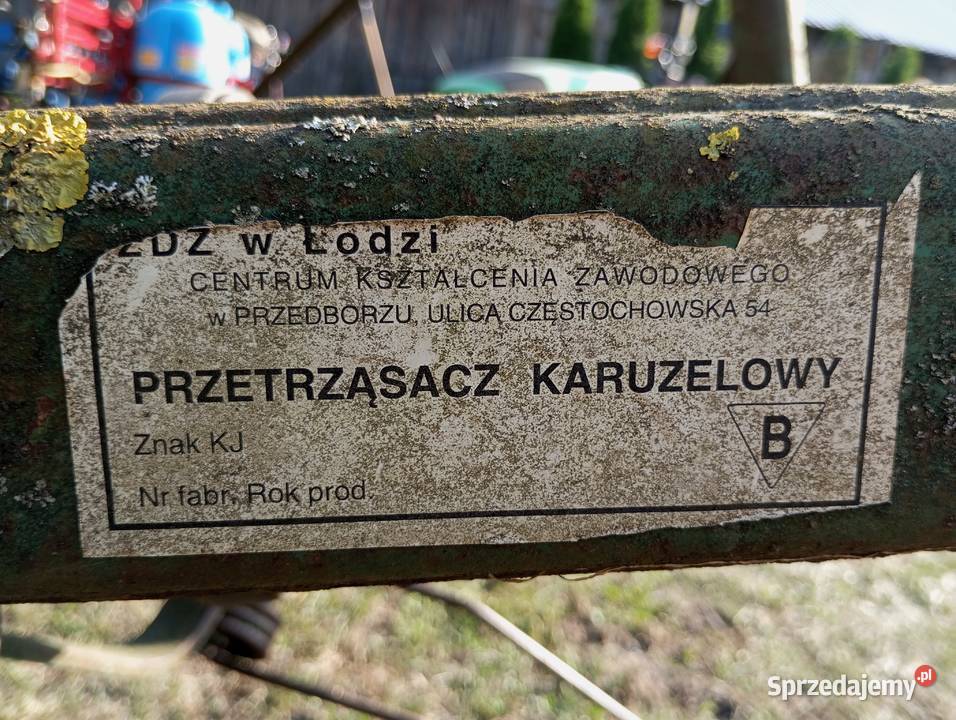 ZDZ w Łodzi
CENTRUM KSZTAŁCENIA ZAWODOWEGO
w PRZEDBORZU, ULICA CZĘSTOCHOWSKA 54
PRZETRZĄSACZ KARUZELOWY
B
Znak KJ
Nr fabr. Rok prod.
Sprzedajemy.pl